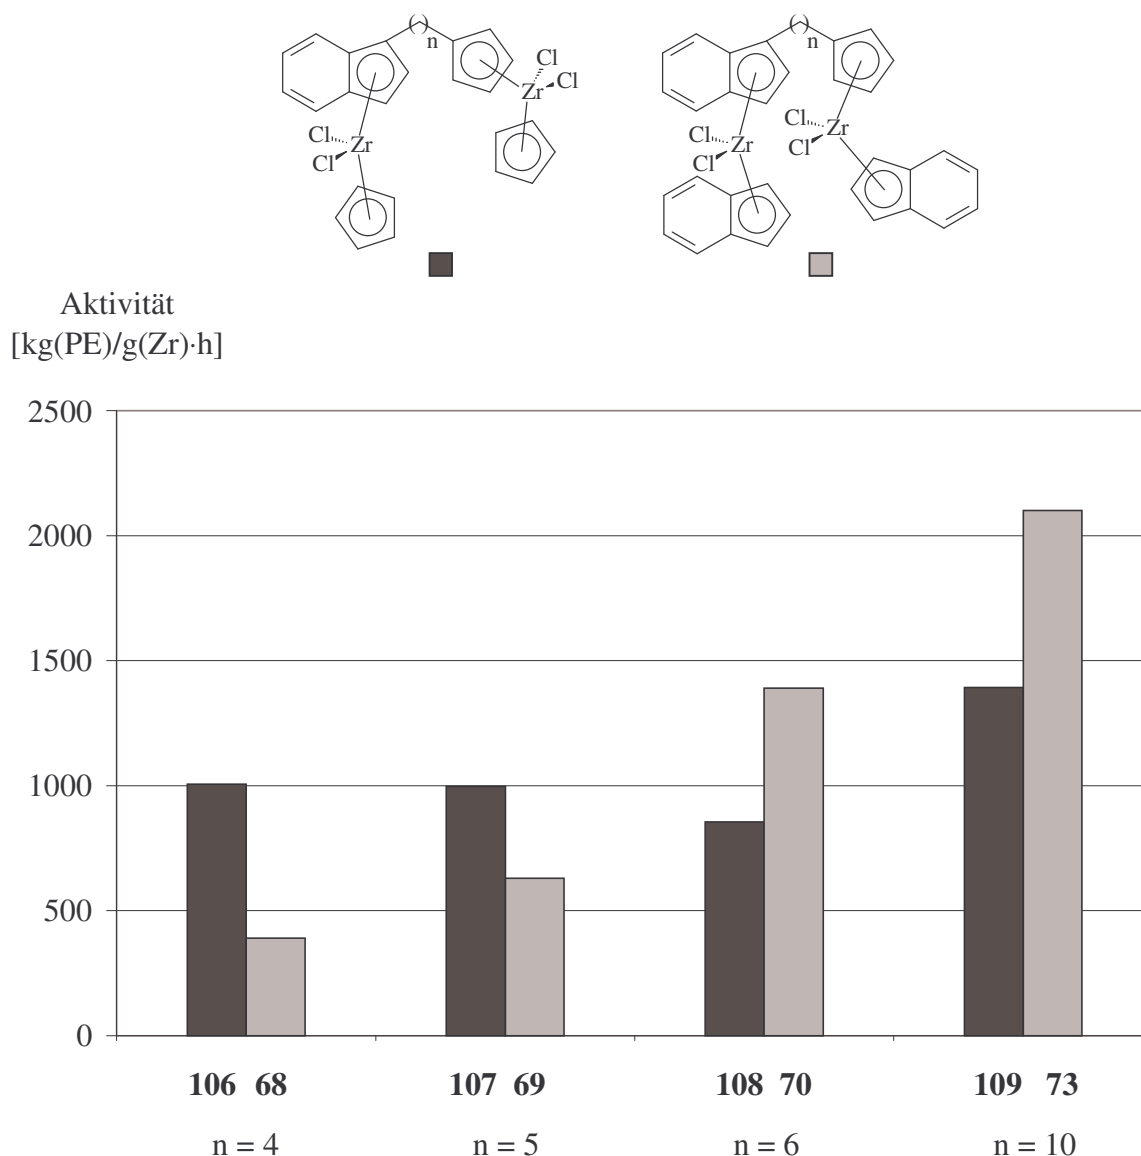 ( )n
( )n
Cl
Cl
Zr
Cl
Cl
Zr
Cl
Cl
Zr
Cl
Cl
Zr
Aktivität
[kg(PE)/g(Zr)·h]
2500
2000
1500
1000
500
0
106 68 107 69 108 70 109 73
n = 4 n = 5 n = 6 n = 10